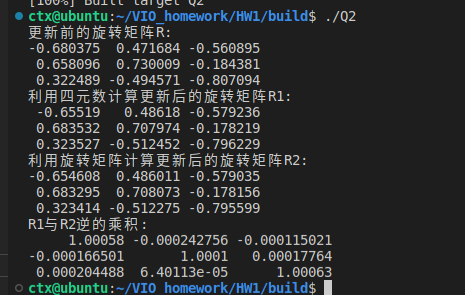 [100%] Built target Q2
ctx@ubuntu:~/VIO_homework/HW1/build$ ./Q2
更新前的旋转矩阵R:
-0.680375 0.471684 -0.560895
0.658096 0.730009 -0.184381
0.322489 -0.494571 -0.807094
利用四元数计算更新后的旋转矩阵R1:
-0.65519 0.48618 -0.579236
0.683532 0.707974 -0.178219
0.323527 -0.512452 -0.796229
利用旋转矩阵计算更新后的旋转矩阵R2:
-0.654608 0.486011 -0.579035
0.683295 0.708073 -0.178156
0.323414 -0.512275 -0.795599
R1与R2逆的乘积:
1.00058 -0.000242756 -0.000115021
-0.000166501 1.0001 0.00017764
0.000204488 6.40113e-05 1.00063
ctx@ubuntu:~/VIO_homework/HW1/build$